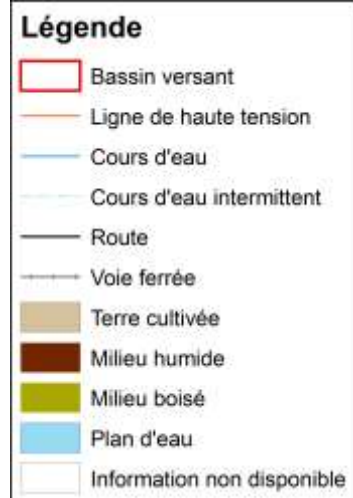 Légende
Bassin versant
Ligne de haute tension
Cours d'eau
Cours d'eau intermittent
Route
Voie ferrée
Terre cultivée
Milieu humide
Milieu boisé
Plan d'eau
Information non disponible